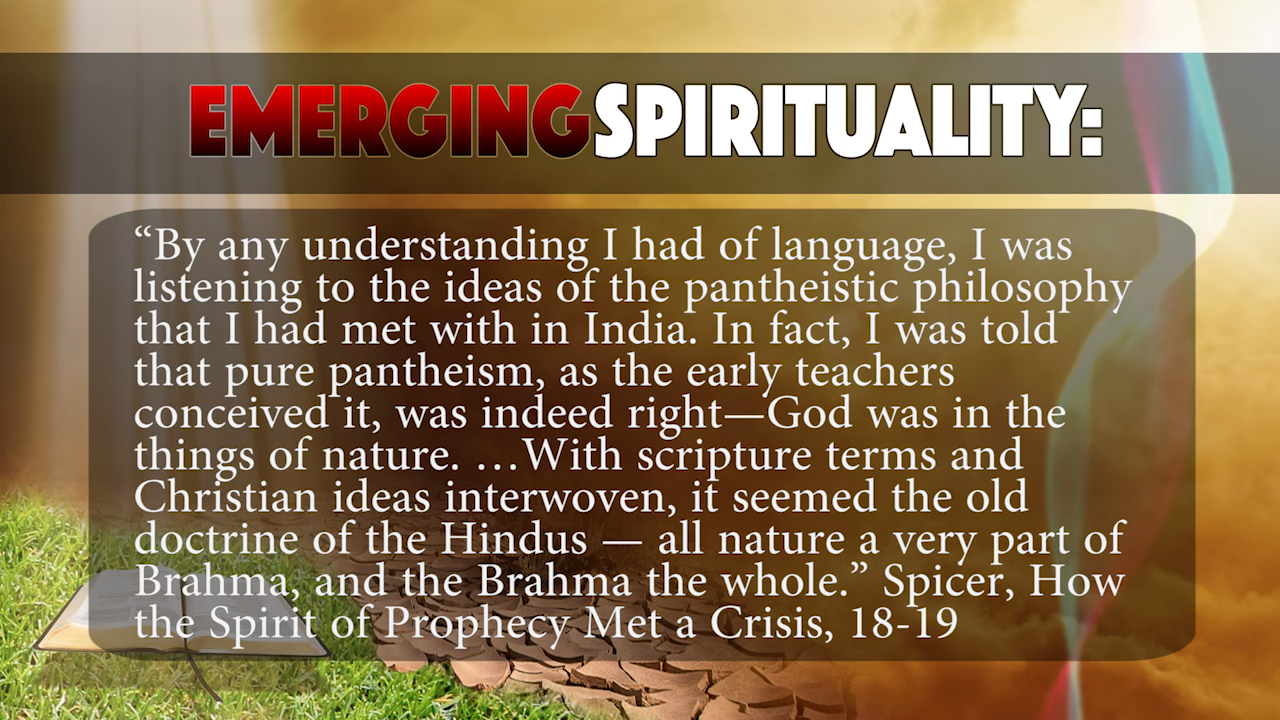 EMERGINGSPIRITUALITY:
“By any understanding I had of language, I was
listening to the ideas of the pantheistic philosophy
that I had met with in India. In fact, I was told
that pure pantheism, as the early teachers
conceived it, was indeed right—God was in the
things of nature. …With scripture terms and
Christian ideas interwoven, it seemed the old
doctrine of the Hindus — all nature a very part of
Brahma, and the Brahma the whole.” Spicer, How
the Spirit of Prophecy Met a Crisis, 18-19